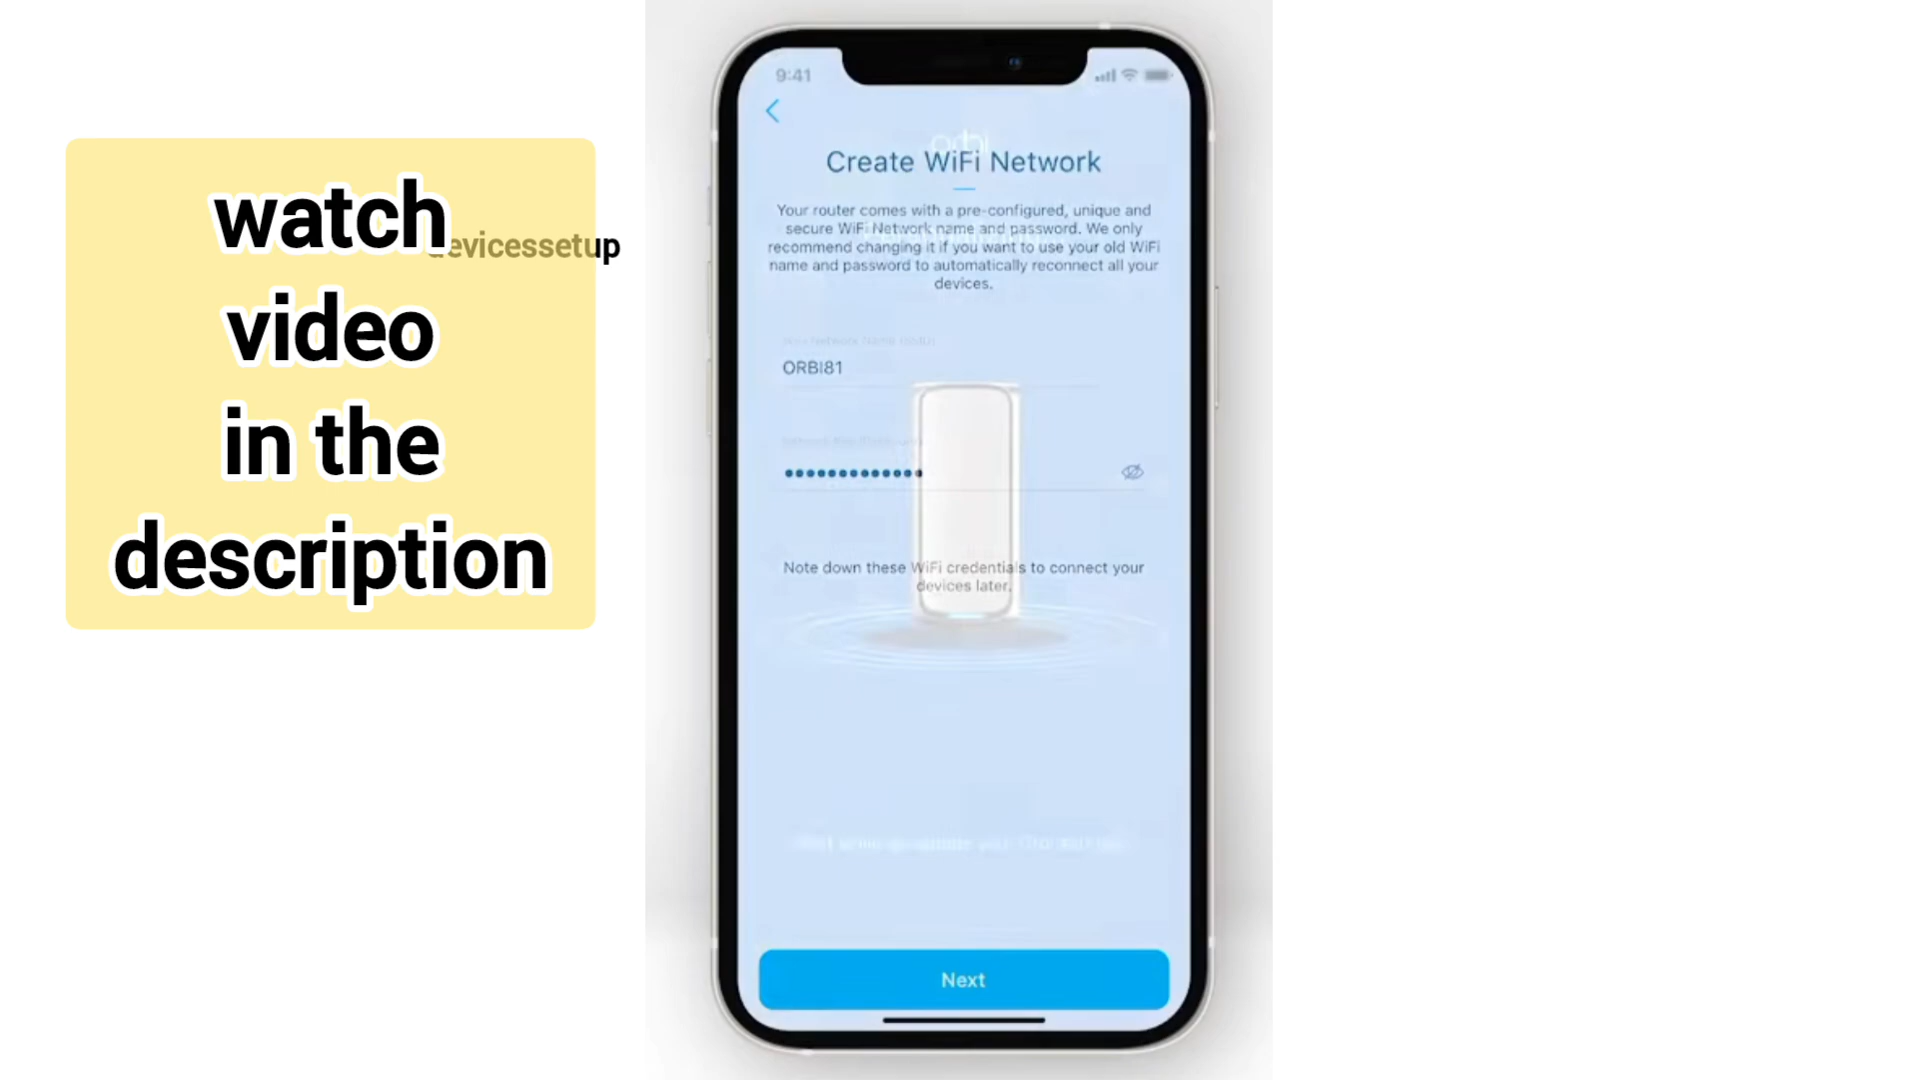 watch
devicessetup
video
in the
description
9:41
orbi
Create WiFi Network
Your router comes with a pre-configured, unique and
secure WiFi Network name and password. We only
recommend changing it if you want to use your old WiFi
name and password to automatically reconnect all your
devices.
ORBI81
Note down these WiFi credentials to connect your
devices later.
Next